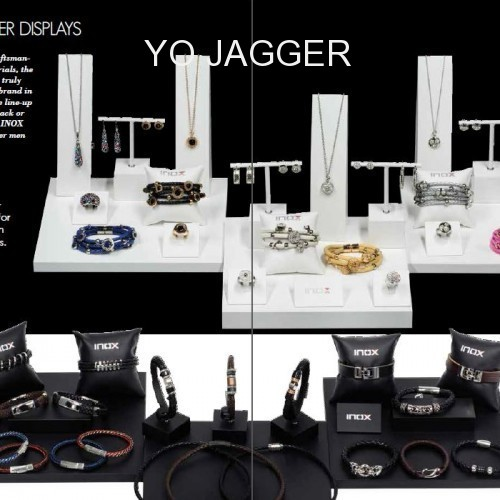 ER DISPLAYS
YO JAGGER
ftsman-
rials, the
truly
brand in
line-up
ack or
INOX
er men
for
s.
INOX
INOX
INOX
INOX
INOX
INOX
INOX
INOX